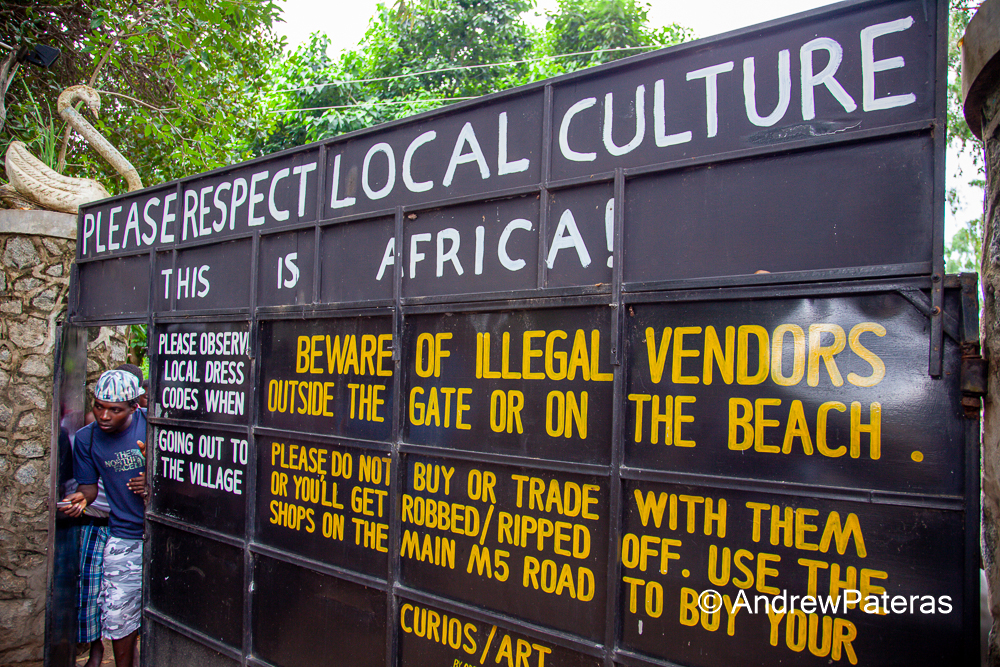 PLEASE RESPECT LOCAL CULTURE
THIS IS AFRICA!
PLEASE OBSERVE
LOCAL DRESS
CODES WHEN
GOING OUT TO
THE VILLAGE
BEWARE OF ILLEGAL VENDORS
OUTSIDE THE GATE OR ON THE BEACH.
PLEASE DO NOT BUY OR TRADE WITH THEM
OR YOU'LL GET ROBBED/RIPPED OFF. USE THE
SHOPS ON THE MAIN M5 ROAD TO BUY YOUR
CURIOS/ART
THE
NORTH
FACE
© AndrewPateras